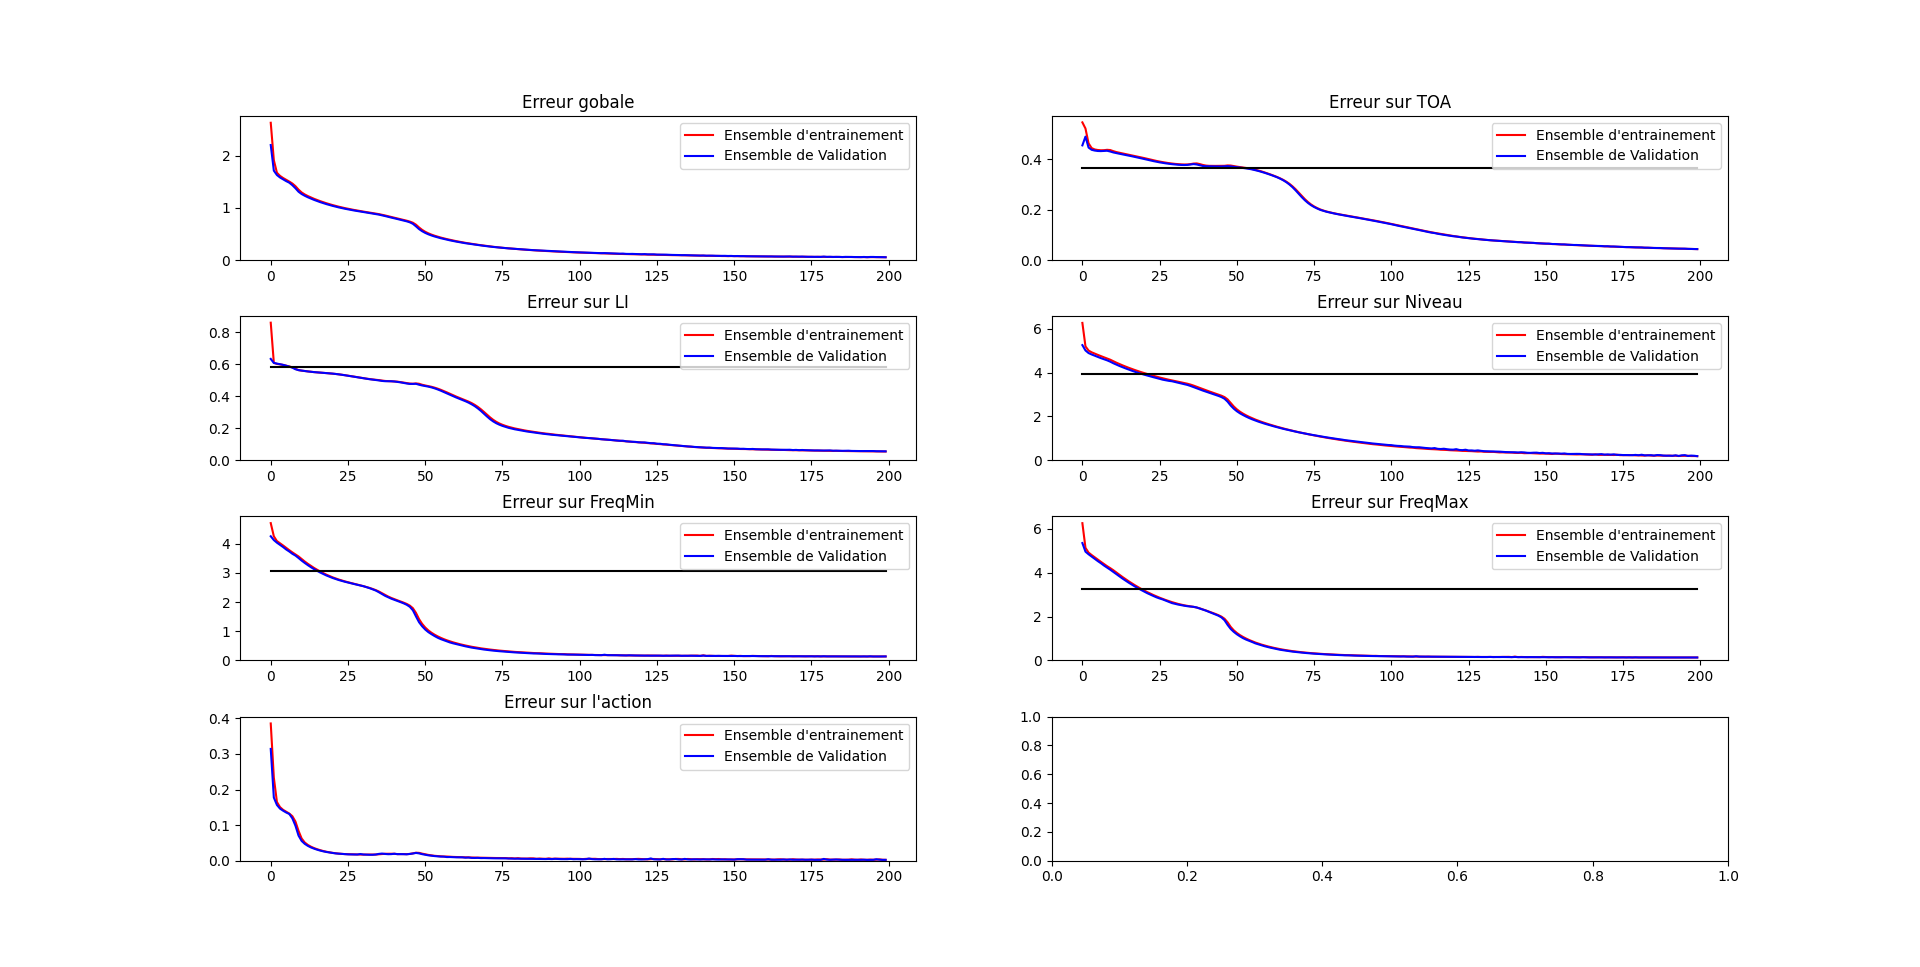 Erreur gobale
Ensemble d'entrainement
Ensemble de Validation
2
1
0
0 25 50 75 100 125 150 175 200
Erreur sur TOA
Ensemble d'entrainement
Ensemble de Validation
0.4
0.2
0.0
0 25 50 75 100 125 150 175 200
Erreur sur LI
Ensemble d'entrainement
Ensemble de Validation
0.8
0.6
0.4
0.2
0.0
0 25 50 75 100 125 150 175 200
Erreur sur Niveau
Ensemble d'entrainement
Ensemble de Validation
6
4
2
0
0 25 50 75 100 125 150 175 200
Erreur sur FreqMin
Ensemble d'entrainement
Ensemble de Validation
4
3
2
1
0
0 25 50 75 100 125 150 175 200
Erreur sur FreqMax
Ensemble d'entrainement
Ensemble de Validation
6
4
2
0
0 25 50 75 100 125 150 175 200
Erreur sur l'action
Ensemble d'entrainement
Ensemble de Validation
0.4
0.3
0.2
0.1
0.0
0 25 50 75 100 125 150 175 200
1.0
0.8
0.6
0.4
0.2
0.0
0.0 0.2 0.4 0.6 0.8 1.0